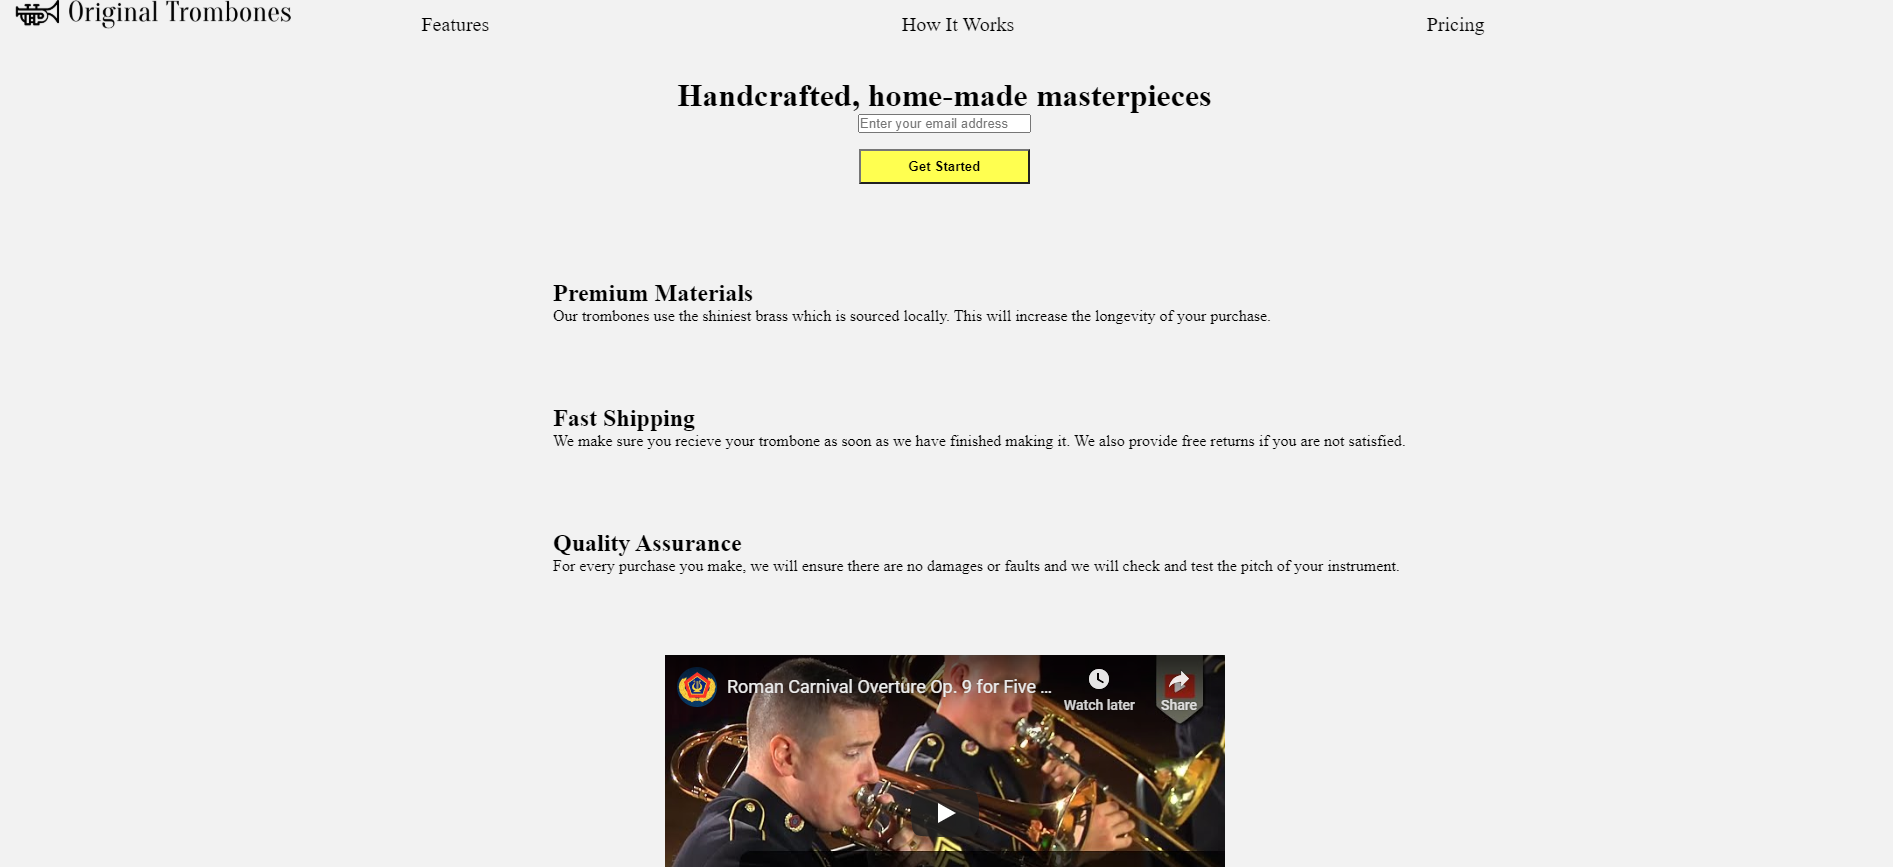 Original Trombones
Features
How It Works
Pricing
Handcrafted, home-made masterpieces
Enter your email address
Get Started
Premium Materials
Our trombones use the shiniest brass which is sourced locally. This will increase the longevity of your purchase.
Fast Shipping
We make sure you recieve your trombone as soon as we have finished making it. We also provide free returns if you are not satisfied.
Quality Assurance
For every purchase you make, we will ensure there are no damages or faults and we will check and test the pitch of your instrument.
Roman Carnival Overture Op. 9 for Five ...
Watch later
Share